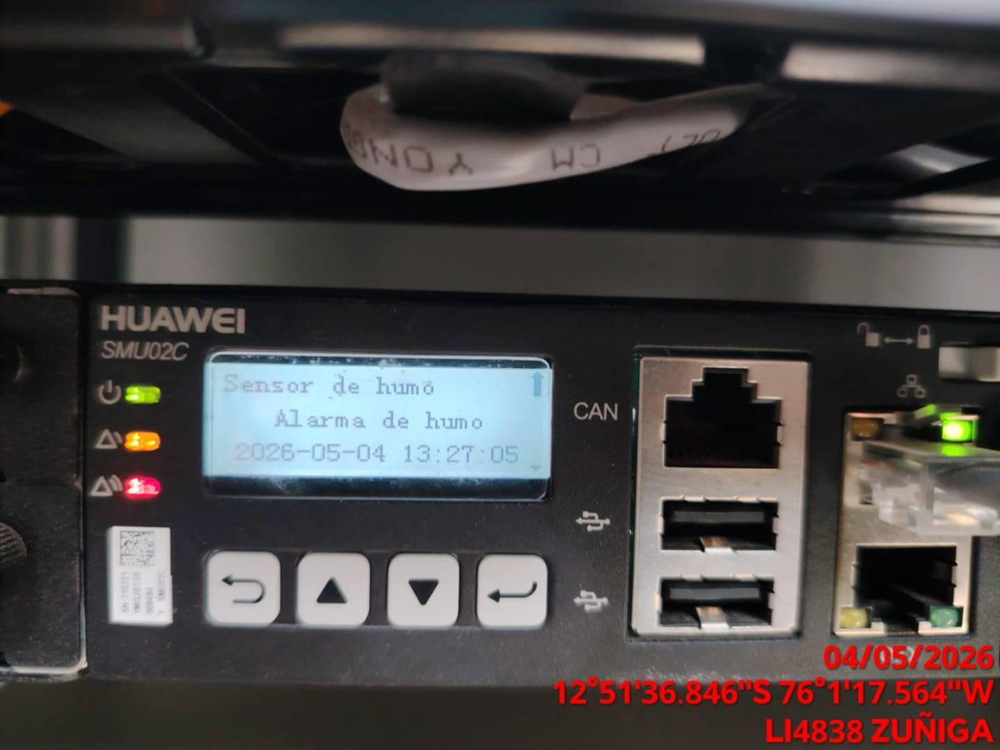 HUAWEI
SMU02C
Sensor de humo
Alarma de humo
2026-05-04 13:27:05
CAN
04/05/2026
12°51'36.846"S 76°1'17.564"W
LI4838 ZUÑIGA